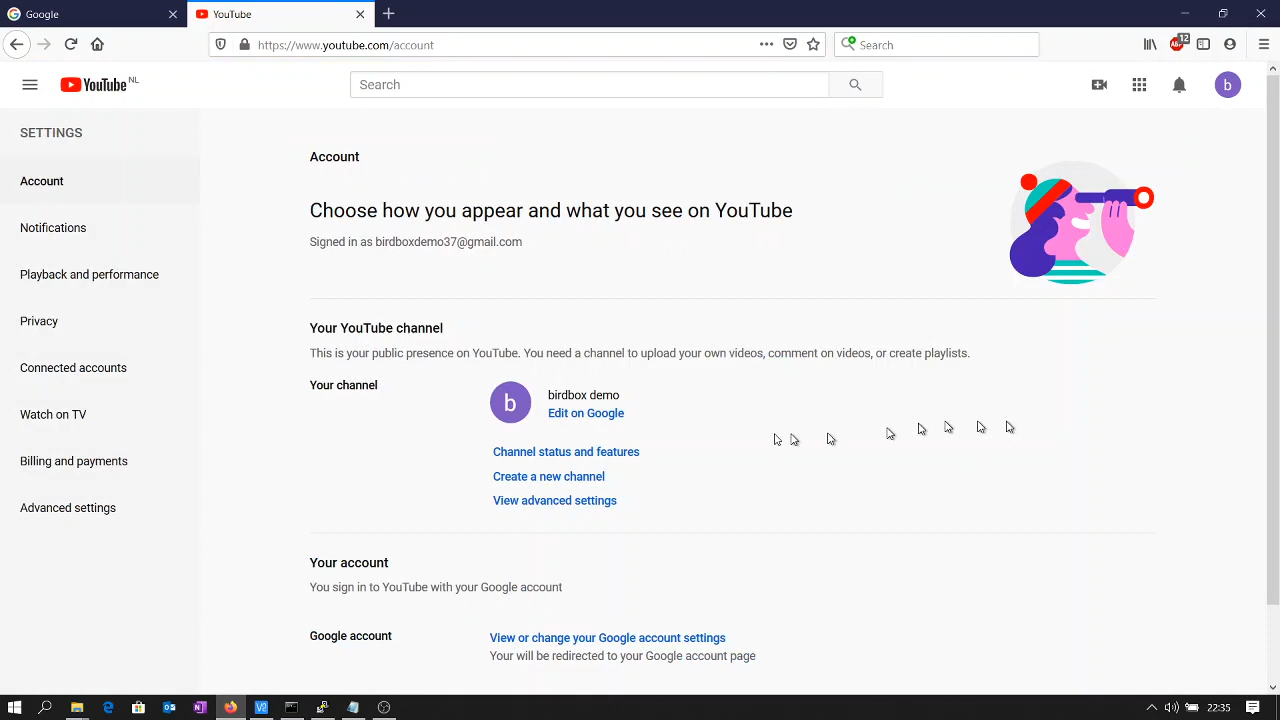 Google
YouTube
https://www.youtube.com/account
Search
12
YouTube NL
Search
b
SETTINGS
Account
Notifications
Playback and performance
Privacy
Connected accounts
Watch on TV
Billing and payments
Advanced settings
Account
Choose how you appear and what you see on YouTube
Signed in as birdboxdemo37@gmail.com
Your YouTube channel
This is your public presence on YouTube. You need a channel to upload your own videos, comment on videos, or create playlists.
Your channel
b
birdbox demo
Edit on Google
Channel status and features
Create a new channel
View advanced settings
Your account
You sign in to YouTube with your Google account
Google account
View or change your Google account settings
Your will be redirected to your Google account page
22:35